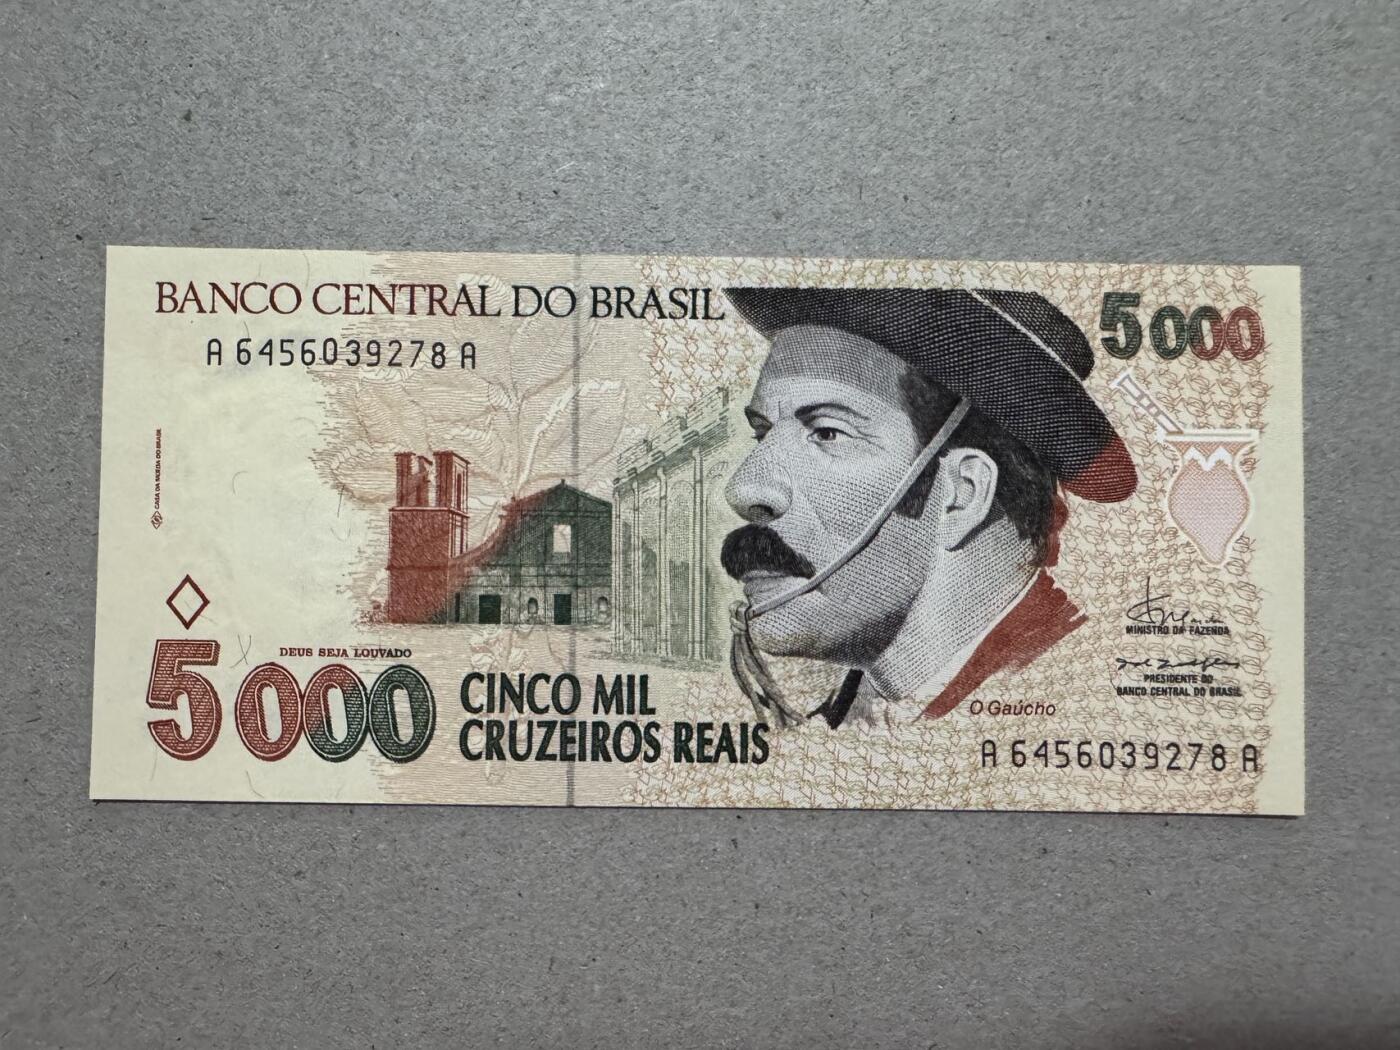 BANCO CENTRAL DO BRASIL
5000
A 6456039278 A
CASA DA MOEDA DO BRASIL
DEUS SEJA LOUVADO
5000
CINCO MIL
CRUZEIROS REAIS
MINISTRO DA FAZENDA
PRESIDENTE DO
BANCO CENTRAL DO BRASIL
O Gaúcho
A 6456039278 A